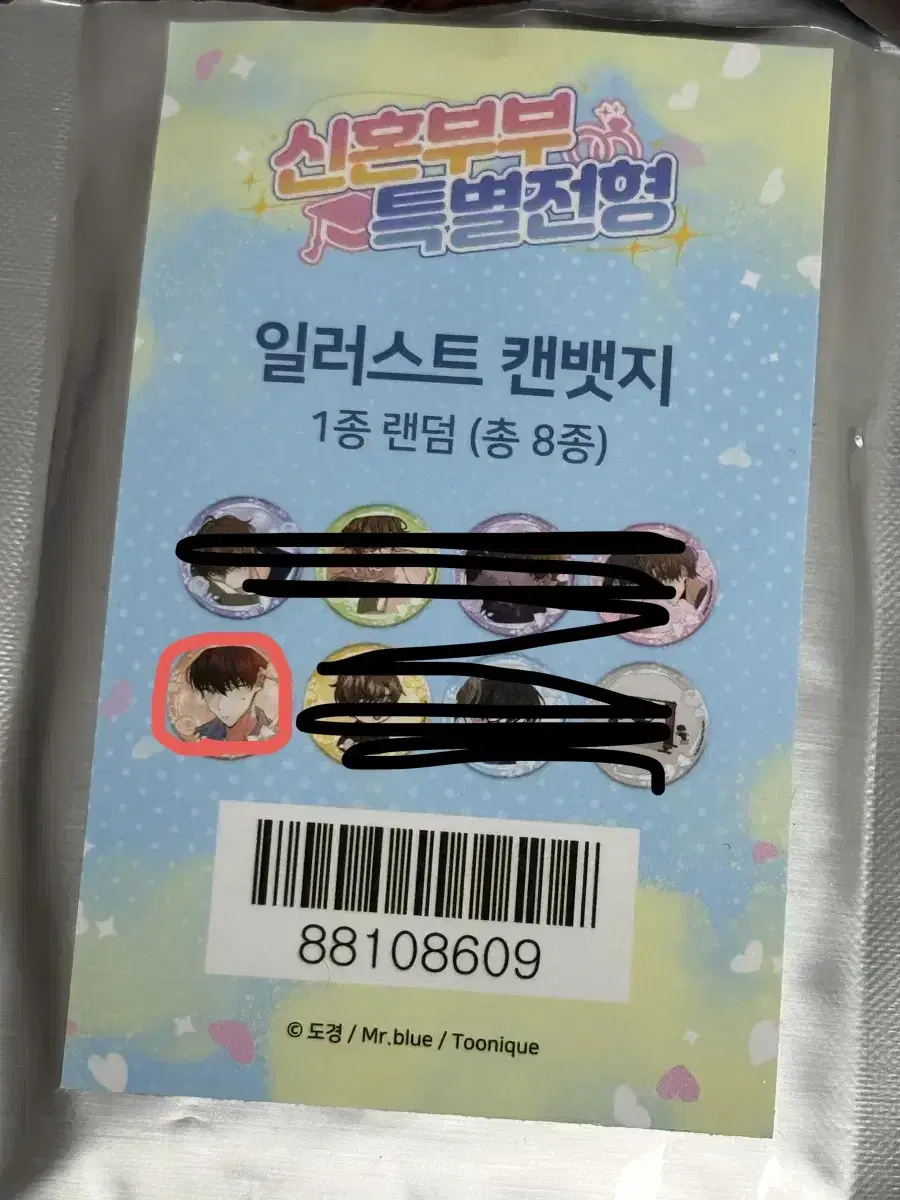 신혼부부
특별전형
일러스트 캔뱃지
1종 랜덤 (총 8종)
88108609
© 도경 / Mr.blue / Toonique